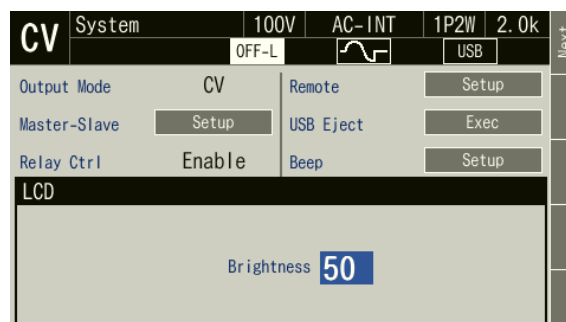 CV System 100V AC-INT 1P2W 2.0k
OFF-L USB
Next
Output Mode CV Remote Setup
Master-Slave Setup USB Eject Exec
Relay Ctrl Enable Beep Setup
LCD
Brightness 50